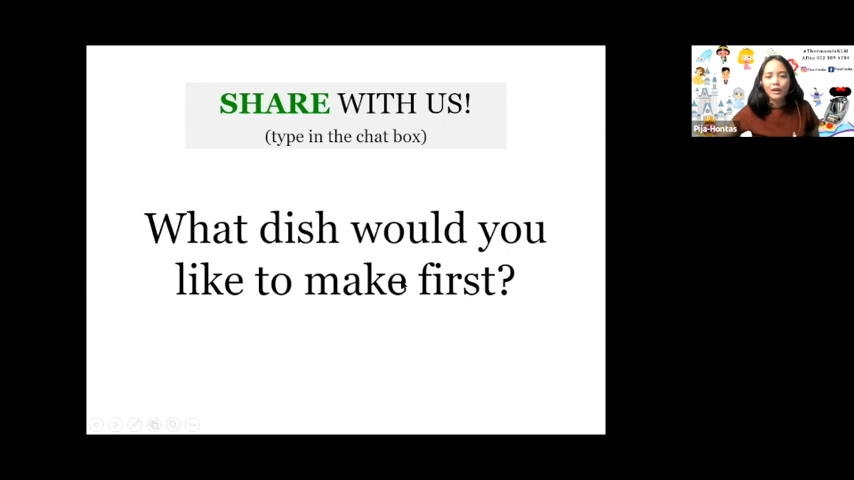 SHARE WITH US!
(type in the chat box)
What dish would you
like to make first?
Pija-Hontas